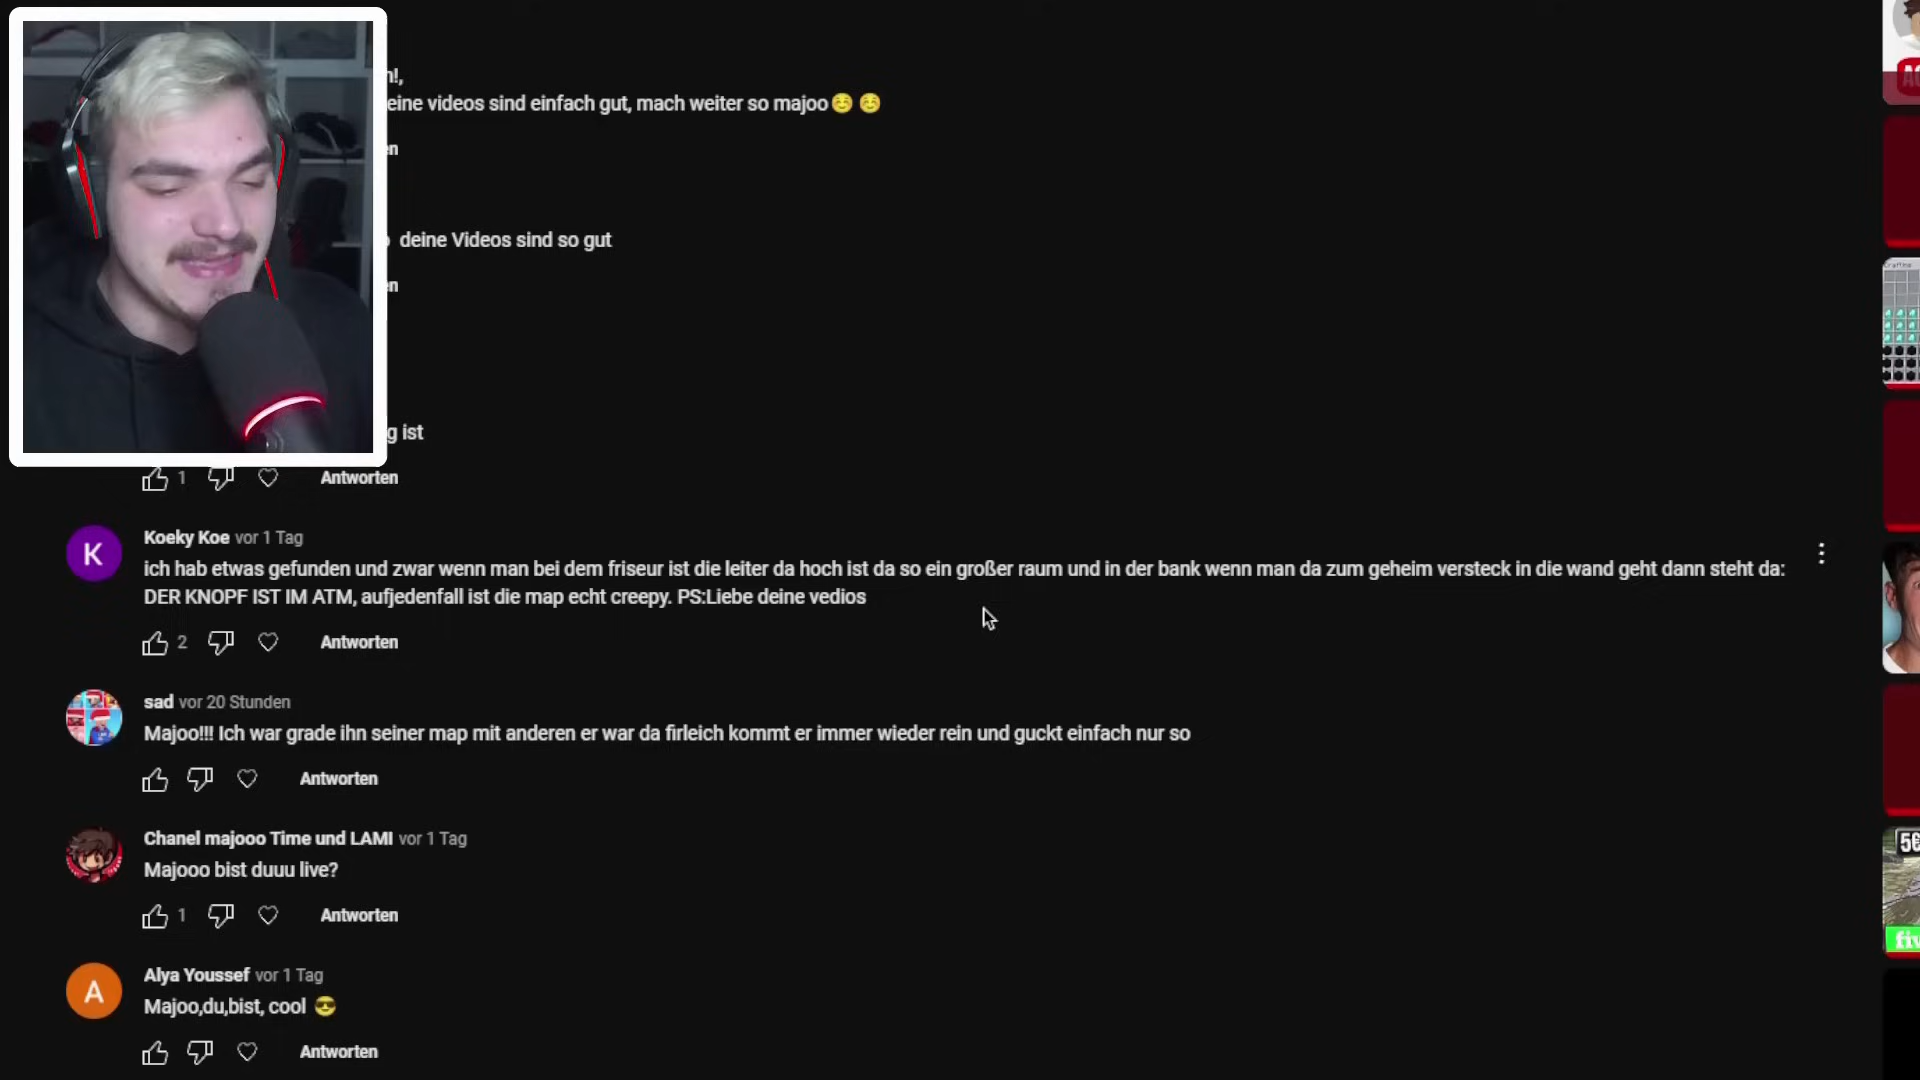 n!,
eine videos sind einfach gut, mach weiter so majoo☺️ ☺️
en
deine Videos sind so gut
en
g ist
1 Antworten
Koeky Koe vor 1 Tag
K
ich hab etwas gefunden und zwar wenn man bei dem friseur ist die leiter da hoch ist da so ein großer raum und in der bank wenn man da zum geheim versteck in die wand geht dann steht da:
DER KNOPF IST IM ATM, aufjedenfall ist die map echt creepy. PS:Liebe deine vedios
2 Antworten
sad vor 20 Stunden
Majoo!!! Ich war grade ihn seiner map mit anderen er war da firleich kommt er immer wieder rein und guckt einfach nur so
Antworten
Chanel majooo Time und LAMI vor 1 Tag
Majooo bist duuu live?
1 Antworten
5€
fiv
Alya Youssef vor 1 Tag
A
Majoo,du,bist, cool 😎
Antworten